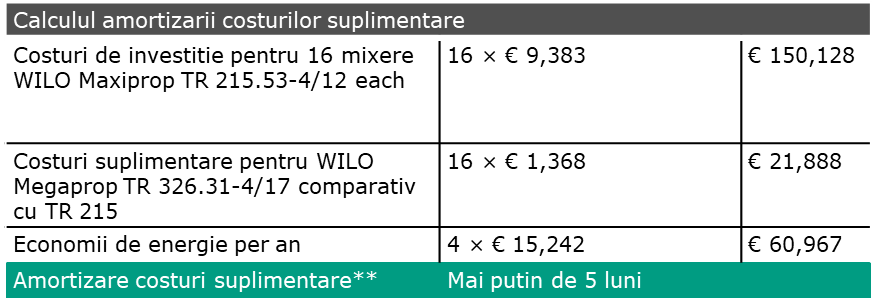 Calculul amortizarii costurilor suplimentare
Costuri de investitie pentru 16 mixere 16 × € 9,383 € 150,128
WILO Maxiprop TR 215.53-4/12 each
Costuri suplimentare pentru WILO 16 × € 1,368 € 21,888
Megaprop TR 326.31-4/17 comparativ
cu TR 215
Economii de energie per an 4 × € 15,242 € 60,967
Amortizare costuri suplimentare** Mai putin de 5 luni